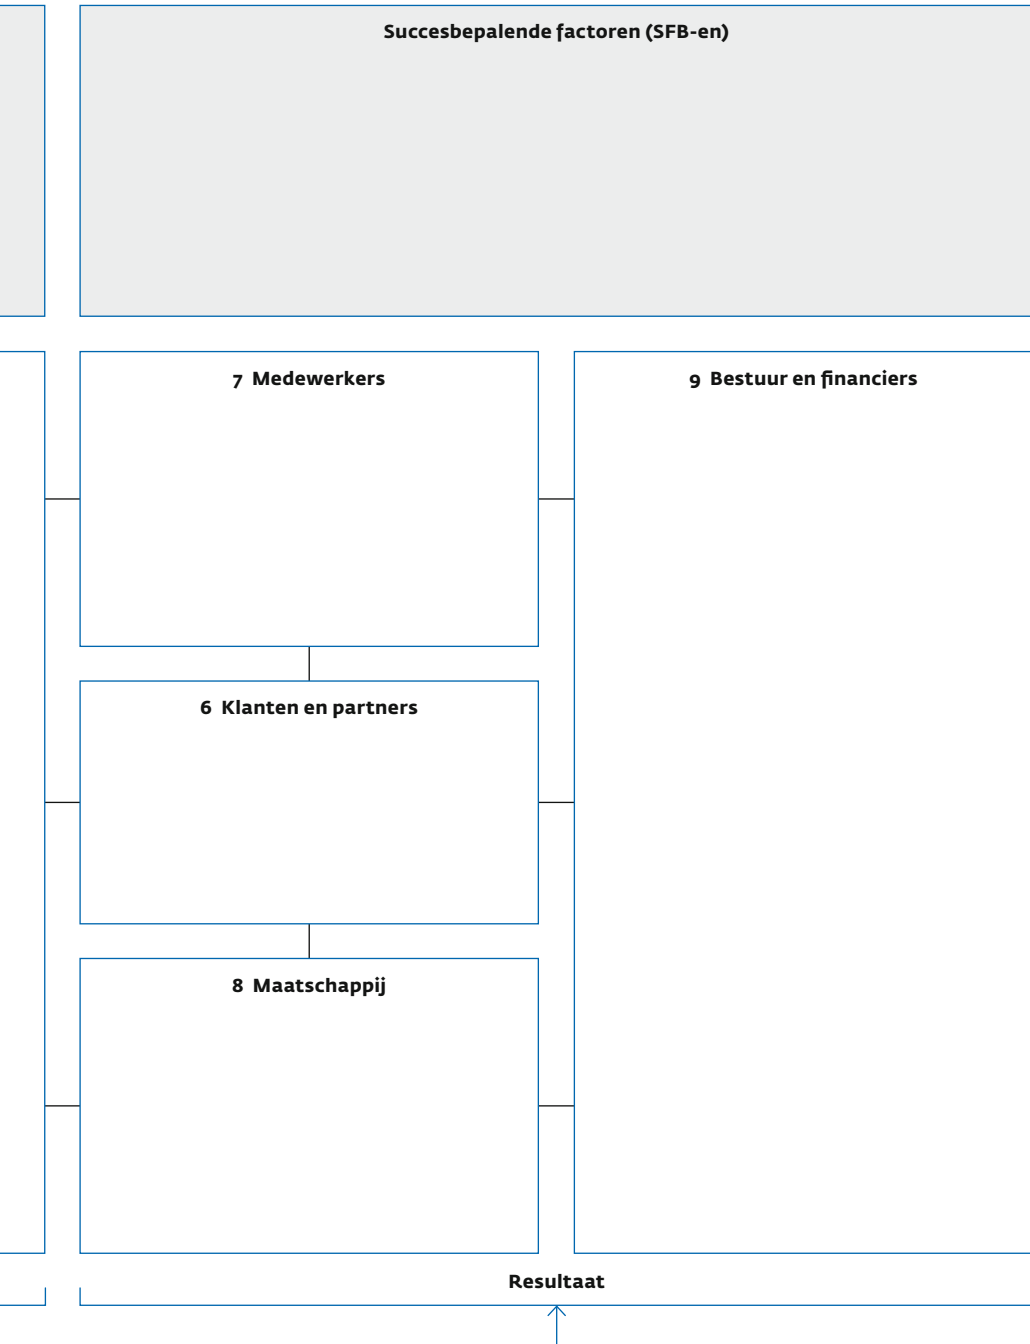 Succesbepalende factoren (SFB-en)
7 Medewerkers
9 Bestuur en financiers
6 Klanten en partners
8 Maatschappij
Resultaat